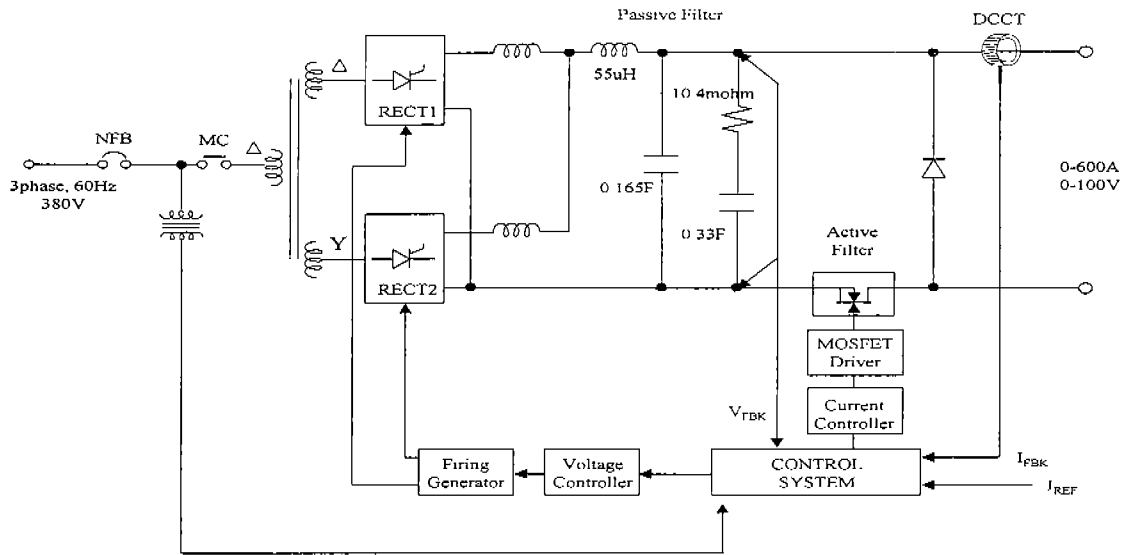 Passive Filter
DCCT
Δ
55uH
10 4mohm
RECT1
NFB
MC
Δ
3phase, 60Hz
380V
0 165F
0-600A
0-100V
Y
0 33F
Active
Filter
RECT2
MOSFET
Driver
VFBK
Current
Controller
Firing
Generator
Voltage
Controller
CONTROL
SYSTEM
IFBK
IREF